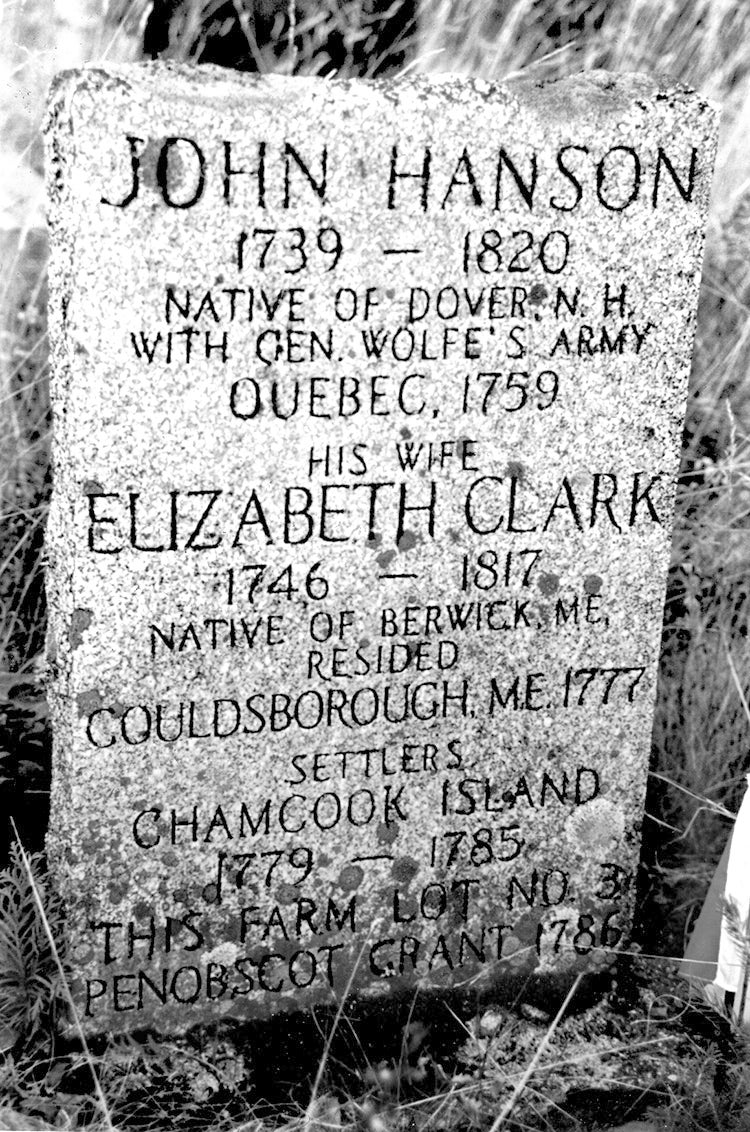 JOHN HANSON
1739 — 1820
NATIVE OF DOVER, N. H.
WITH GEN. WOLFE'S ARMY
QUEBEC, 1759
HIS WIFE
ELIZABETH CLARK
1746 — 1817
NATIVE OF BERWICK, ME,
RESIDED
GOULDSBOROUGH, ME. 1777
SETTLERS
CHAMCOOK ISLAND
1779 — 1785
THIS FARM LOT NO. 3
PENOBSCOT GRANT 1786